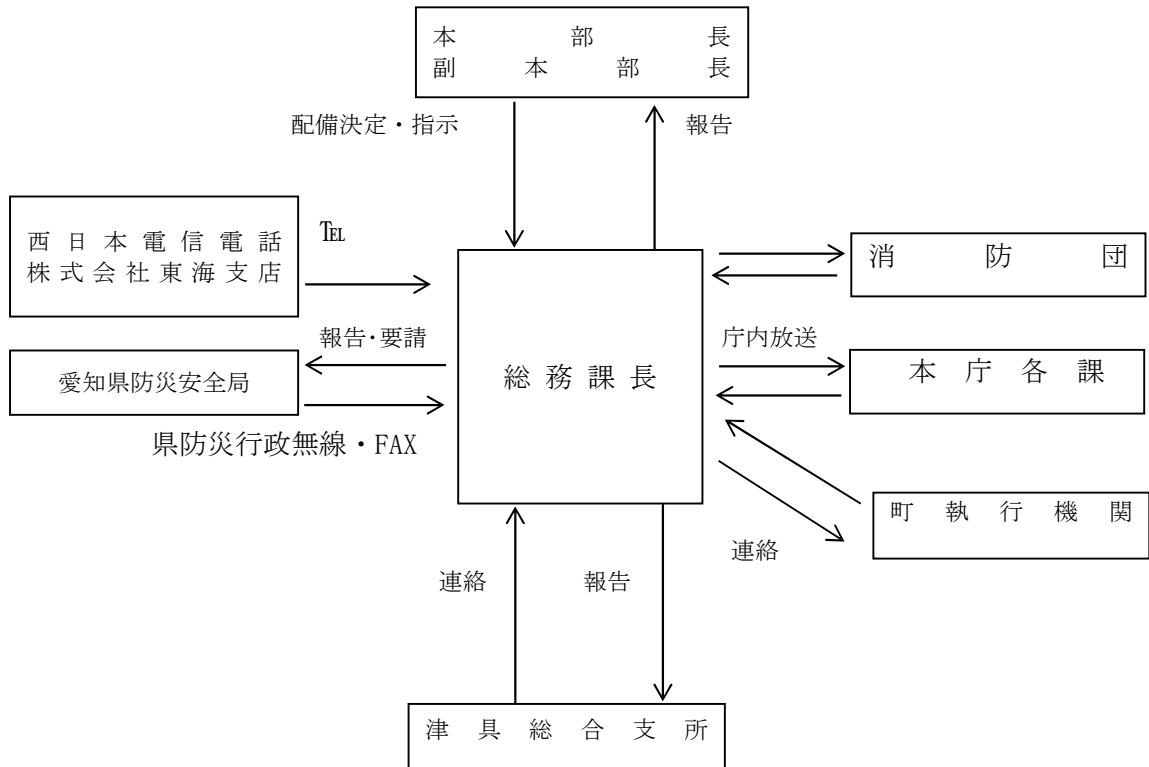 本部長
副本部長
配備決定・指示
報告
西日本電信電話
株式会社東海支店
℡
消防団
報告・要請
庁内放送
愛知県防災安全局
総務課長
本庁各課
県防災行政無線・FAX
町執行機関
連絡
連絡
報告
津具総合支所